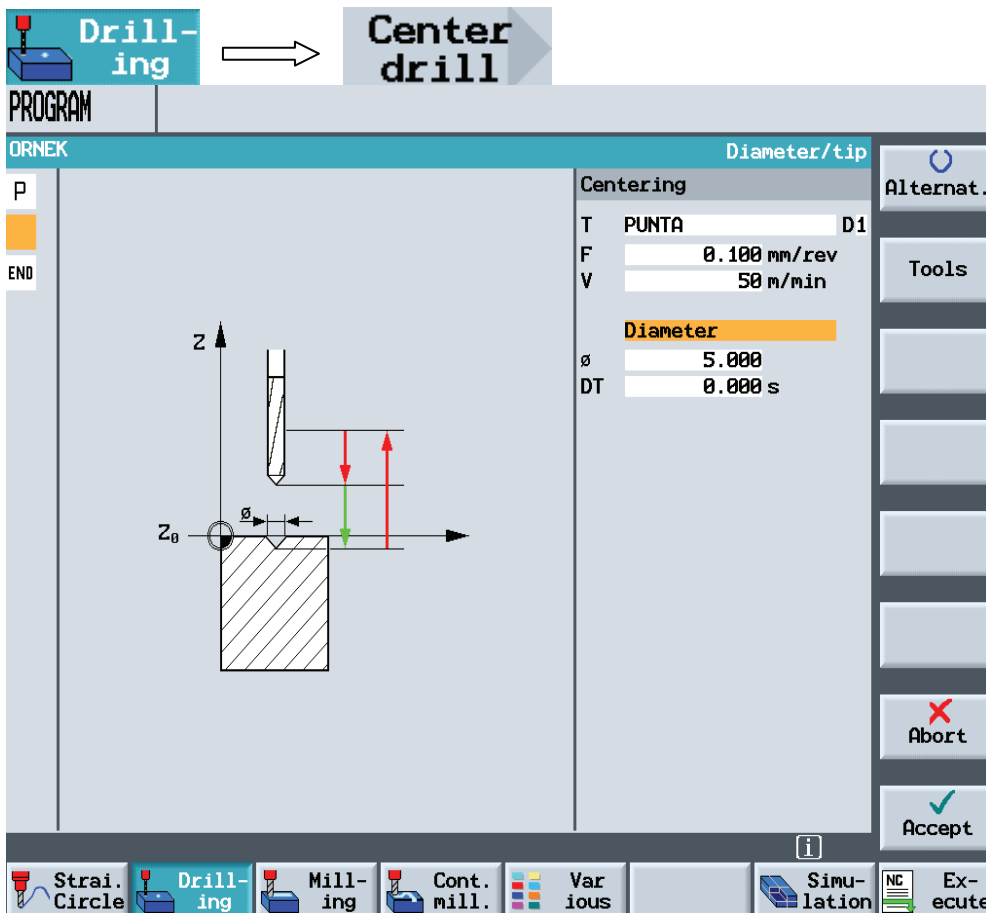 Drill-
ing
Center
drill
PROGRAM
ORNEK
Diameter/tip
P
END
Z
ø
Z₀
Centering
T PUNTA D1
F 0.100 mm/rev
V 50 m/min
Diameter
ø 5.000
DT 0.000 s
Alternat.
Tools
Abort
Accept
i
Strai.
Circle
Drill-
ing
Mill-
ing
Cont.
mill.
Var
ious
Simu-
lation
NC
Ex-
ecute